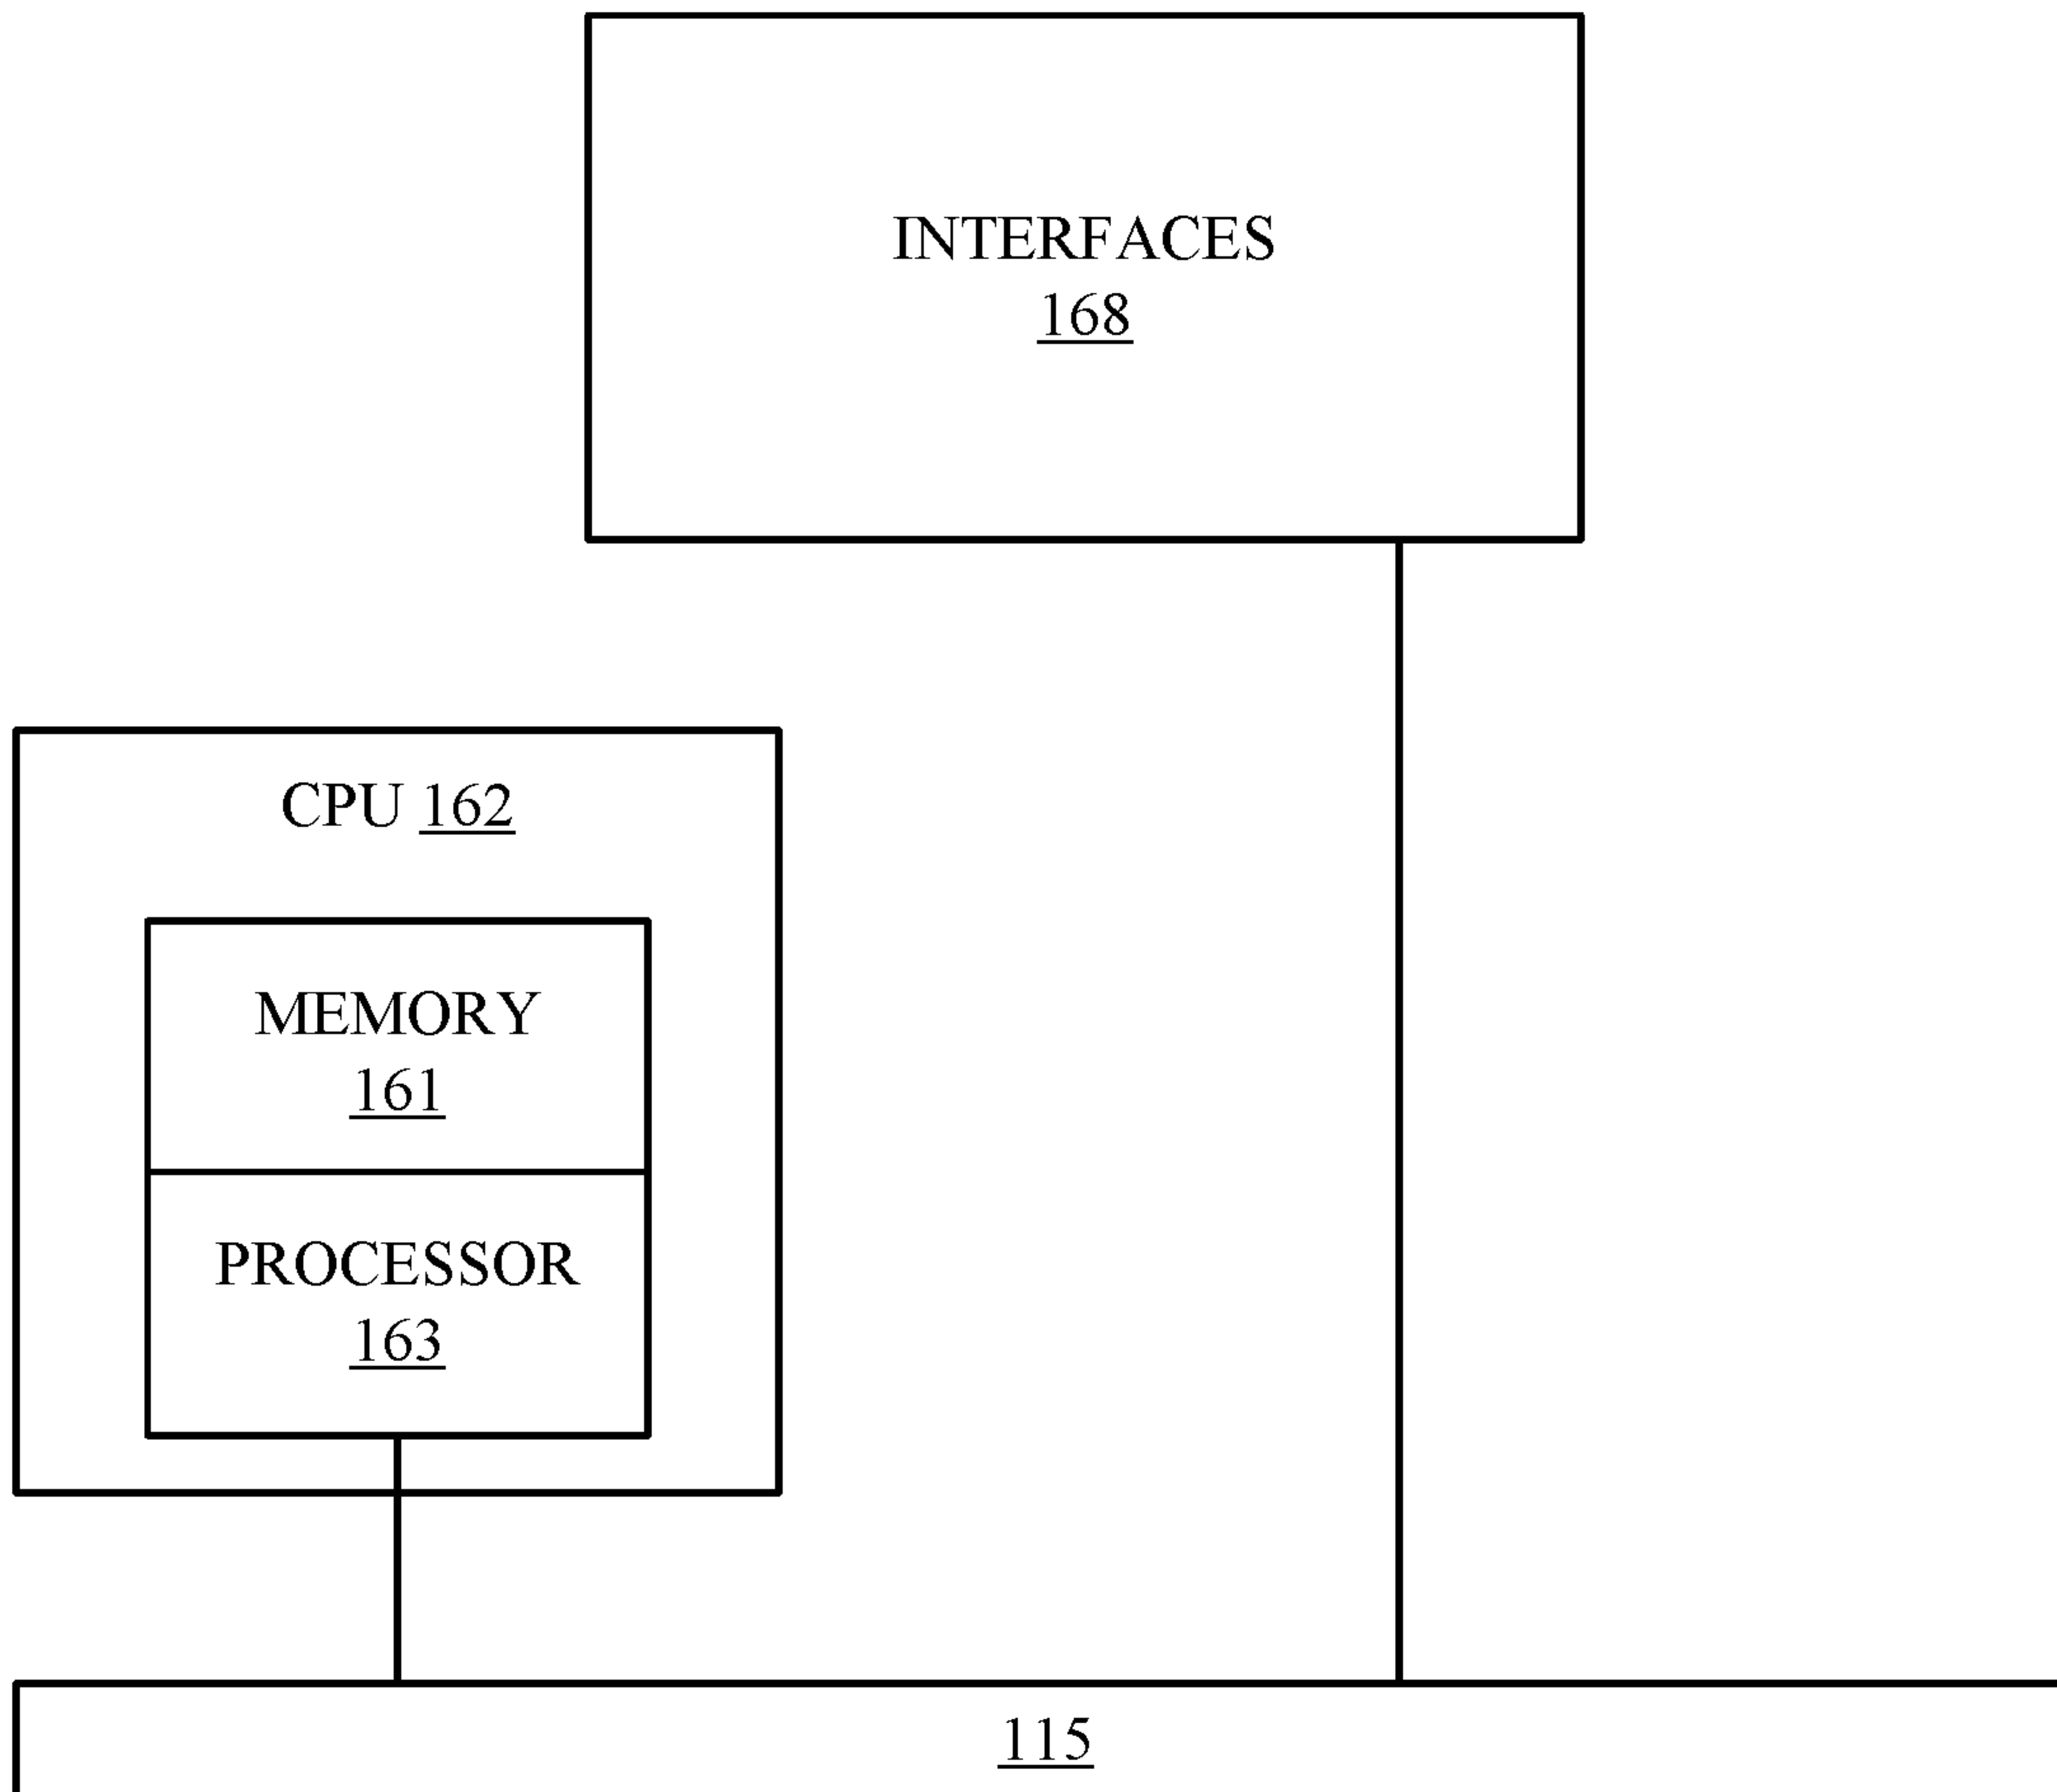 INTERFACES
168
CPU 162
MEMORY
161
PROCESSOR
163
115